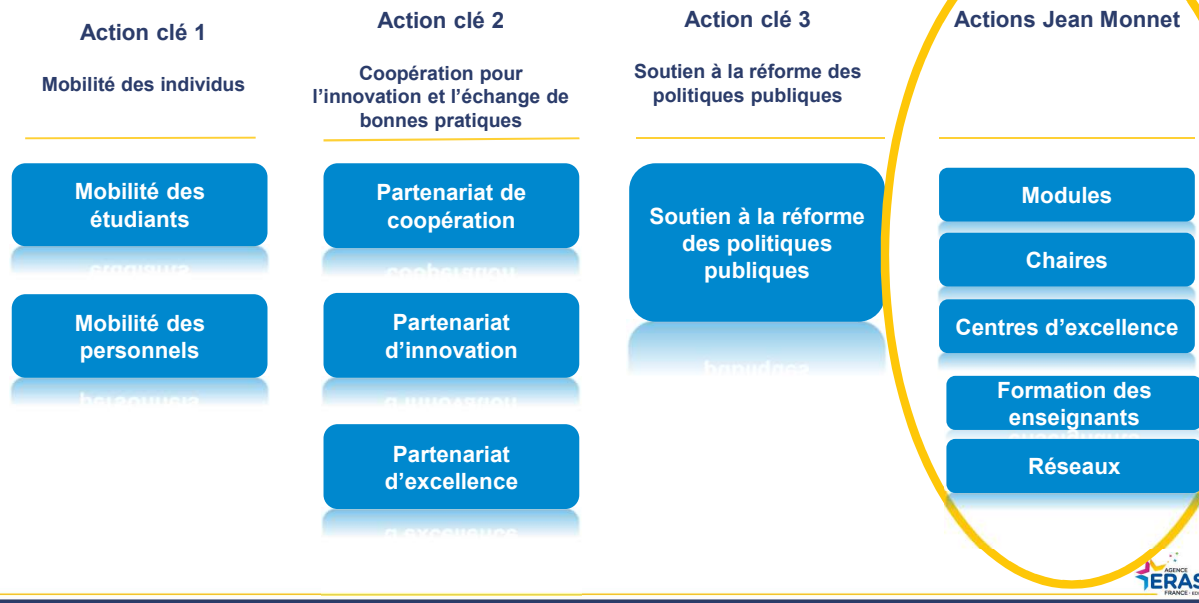 Action clé 1
Mobilité des individus
Mobilité des
étudiants
Mobilité des
personnels
Action clé 2
Coopération pour
l'innovation et l'échange de
bonnes pratiques
Partenariat de
coopération
Partenariat
d'innovation
Partenariat
d'excellence
Action clé 3
Soutien à la réforme des
politiques publiques
Soutien à la réforme
des politiques
publiques
Actions Jean Monnet
Modules
Chaires
Centres d'excellence
Formation des
enseignants
Réseaux
AGENCE
ERAS
FRANCE